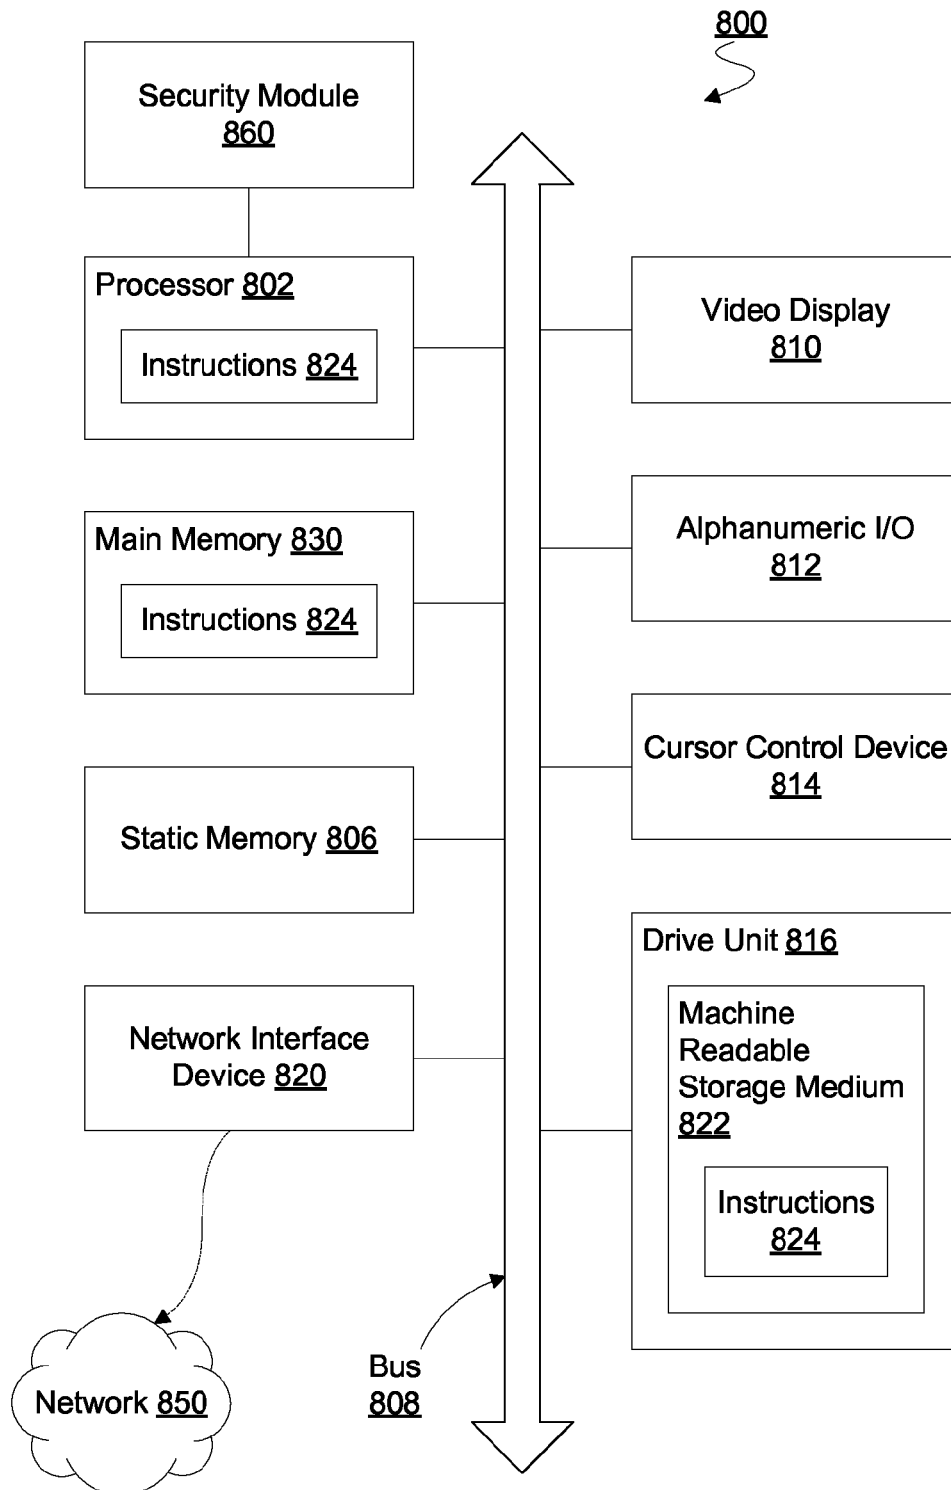 800
Security Module
860
Processor 802
Instructions 824
Main Memory 830
Instructions 824
Static Memory 806
Network Interface
Device 820
Network 850
Bus
808
Video Display
810
Alphanumeric I/O
812
Cursor Control Device
814
Drive Unit 816
Machine
Readable
Storage Medium
822
Instructions
824